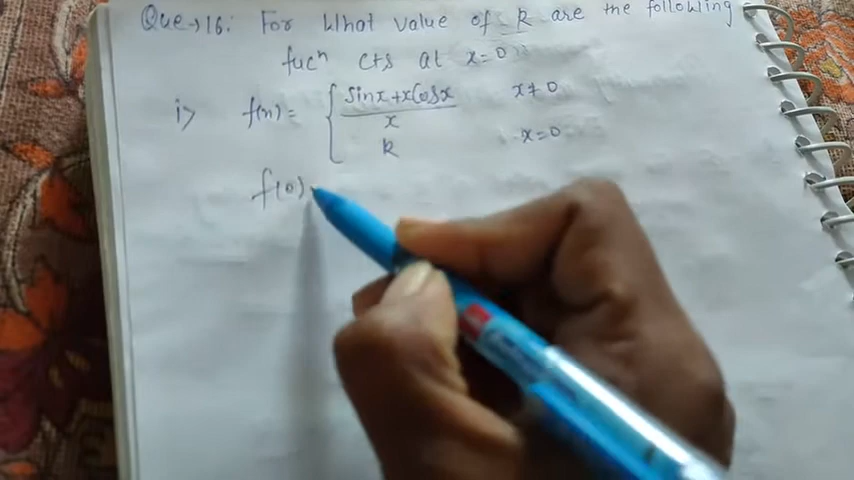 Que→16: For What value of k are the following
fucn cts at x=0
i> f(x)= { sinx+xCosx / x x≠0
k x=0
f(0)